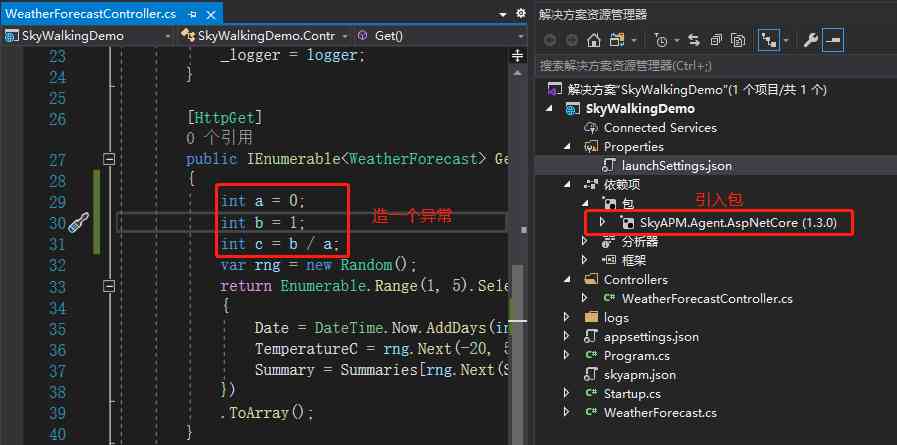 WeatherForecastController.cs
SkyWalkingDemo
SkyWalkingDemo.Contr
Get()
23 _logger = logger;
24 }
25
26 [HttpGet]
0 个引用
27 public IEnumerable<WeatherForecast> Ge
28 {
29 int a = 0;
30 int b = 1;
31 int c = b / a;
造一个异常
32 var rng = new Random();
33 return Enumerable.Range(1, 5).Sele
34 {
35 Date = DateTime.Now.AddDays(in
36 TemperatureC = rng.Next(-20, 5
37 Summary = Summaries[rng.Next(S
38 })
39 .ToArray();
40 }
解决方案资源管理器
搜索解决方案资源管理器(Ctrl+;)
解决方案"SkyWalkingDemo"(1 个项目/共 1 个)
SkyWalkingDemo
Connected Services
Properties
launchSettings.json
依赖项
引入包
包
SkyAPM.Agent.AspNetCore (1.3.0)
分析器
框架
Controllers
C# WeatherForecastController.cs
logs
appsettings.json
C# Program.cs
skyapm.json
C# Startup.cs
C# WeatherForecast.cs